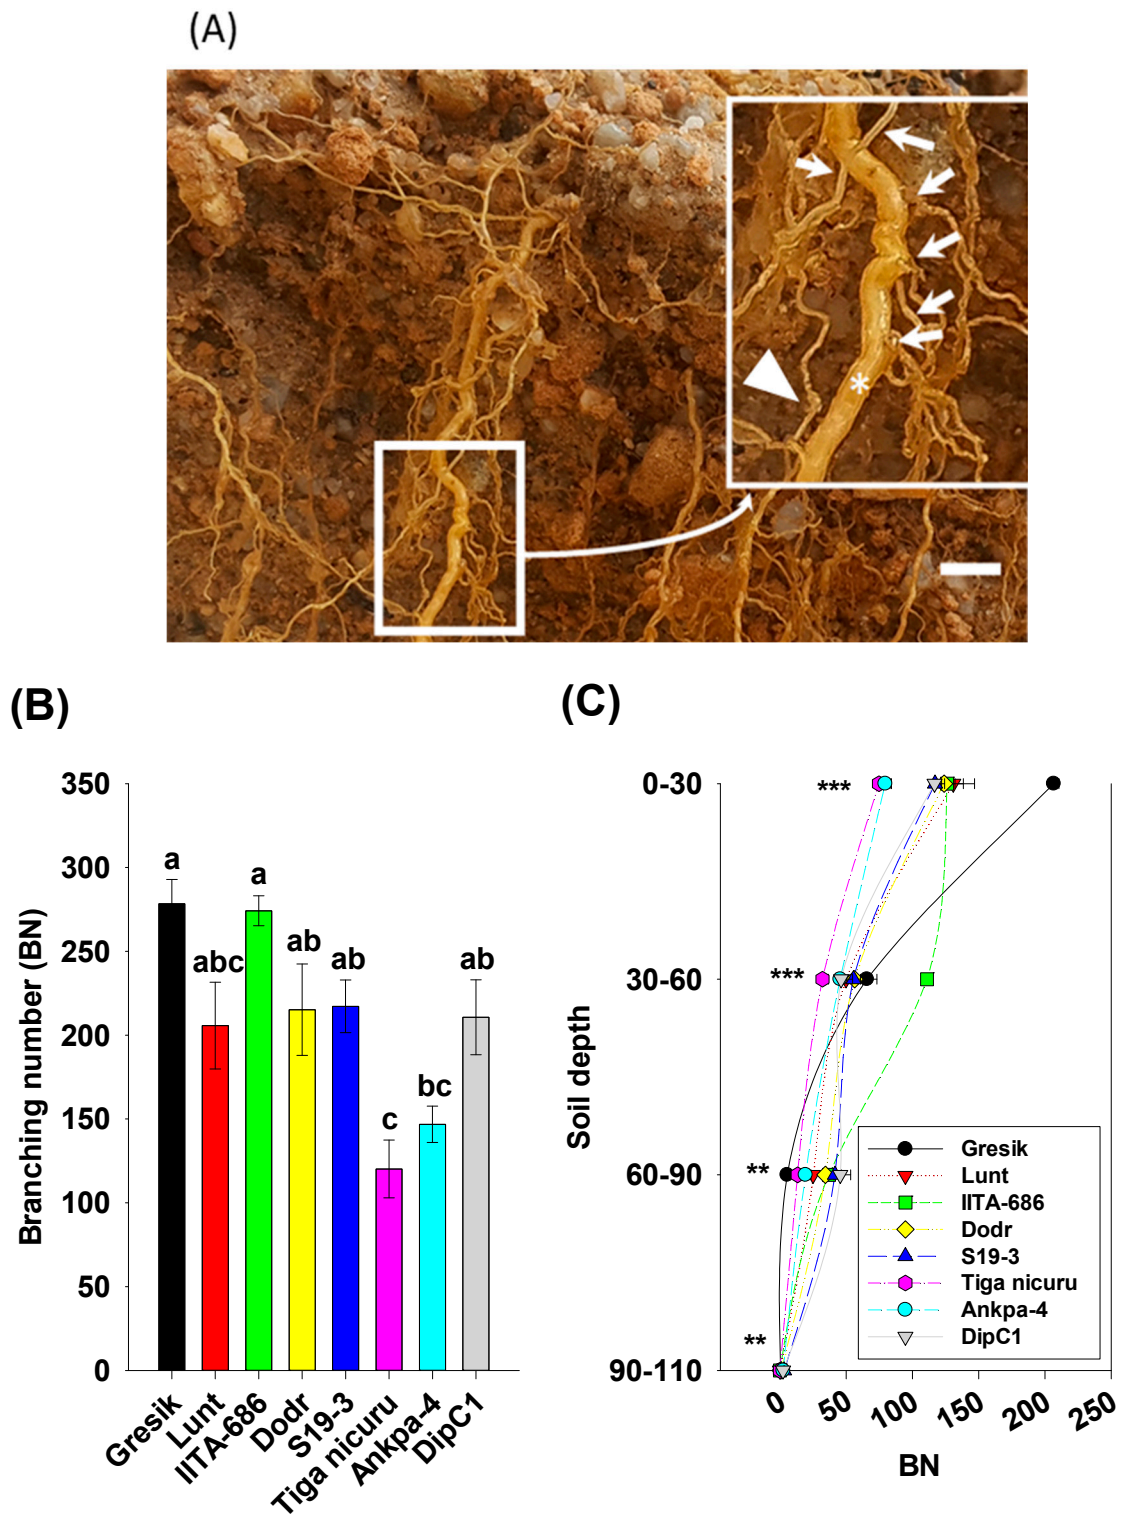 (A)
*
(B)
(C)
350
300
250
200
150
100
50
0
Branching number (BN)
a
abc
a
ab
ab
c
bc
ab
Gresik
Lunt
IITA-686
Dodr
S19-3
Tiga nicuru
Ankpa-4
DipC1
Soil depth
0-30
30-60
60-90
90-110
***
***
**
**
Gresik
Lunt
IITA-686
Dodr
S19-3
Tiga nicuru
Ankpa-4
DipC1
0
50
100
150
200
250
BN